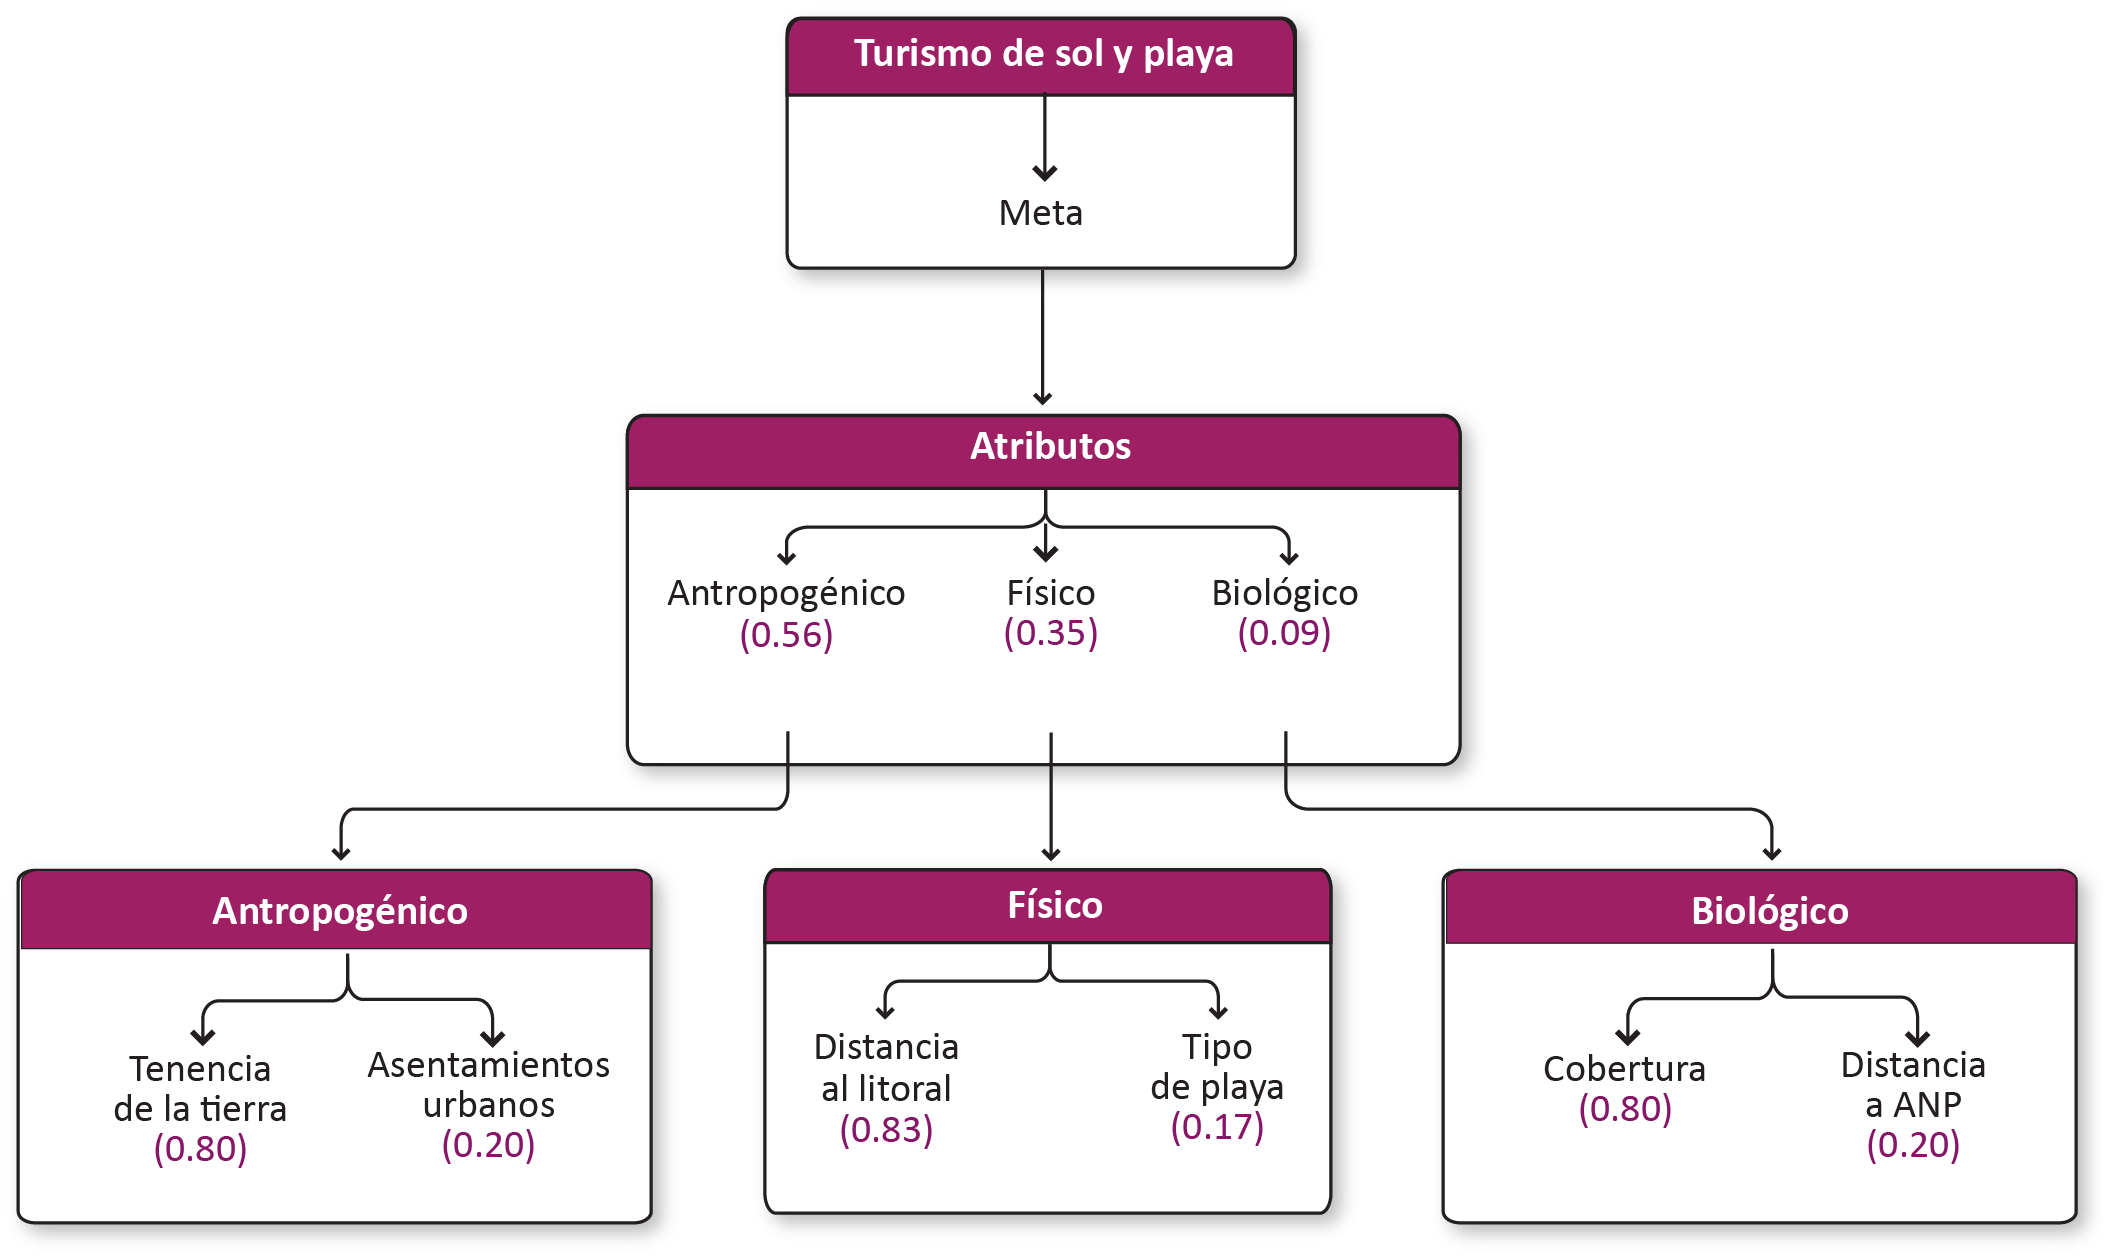 Turismo de sol y playa
Meta
Atributos
Antropogénico
(0.56)
Físico
(0.35)
Biológico
(0.09)
Antropogénico
Tenencia
de la tierra
(0.80)
Asentamientos
urbanos
(0.20)
Físico
Distancia
al litoral
(0.83)
Tipo
de playa
(0.17)
Biológico
Cobertura
(0.80)
Distancia
a ANP
(0.20)